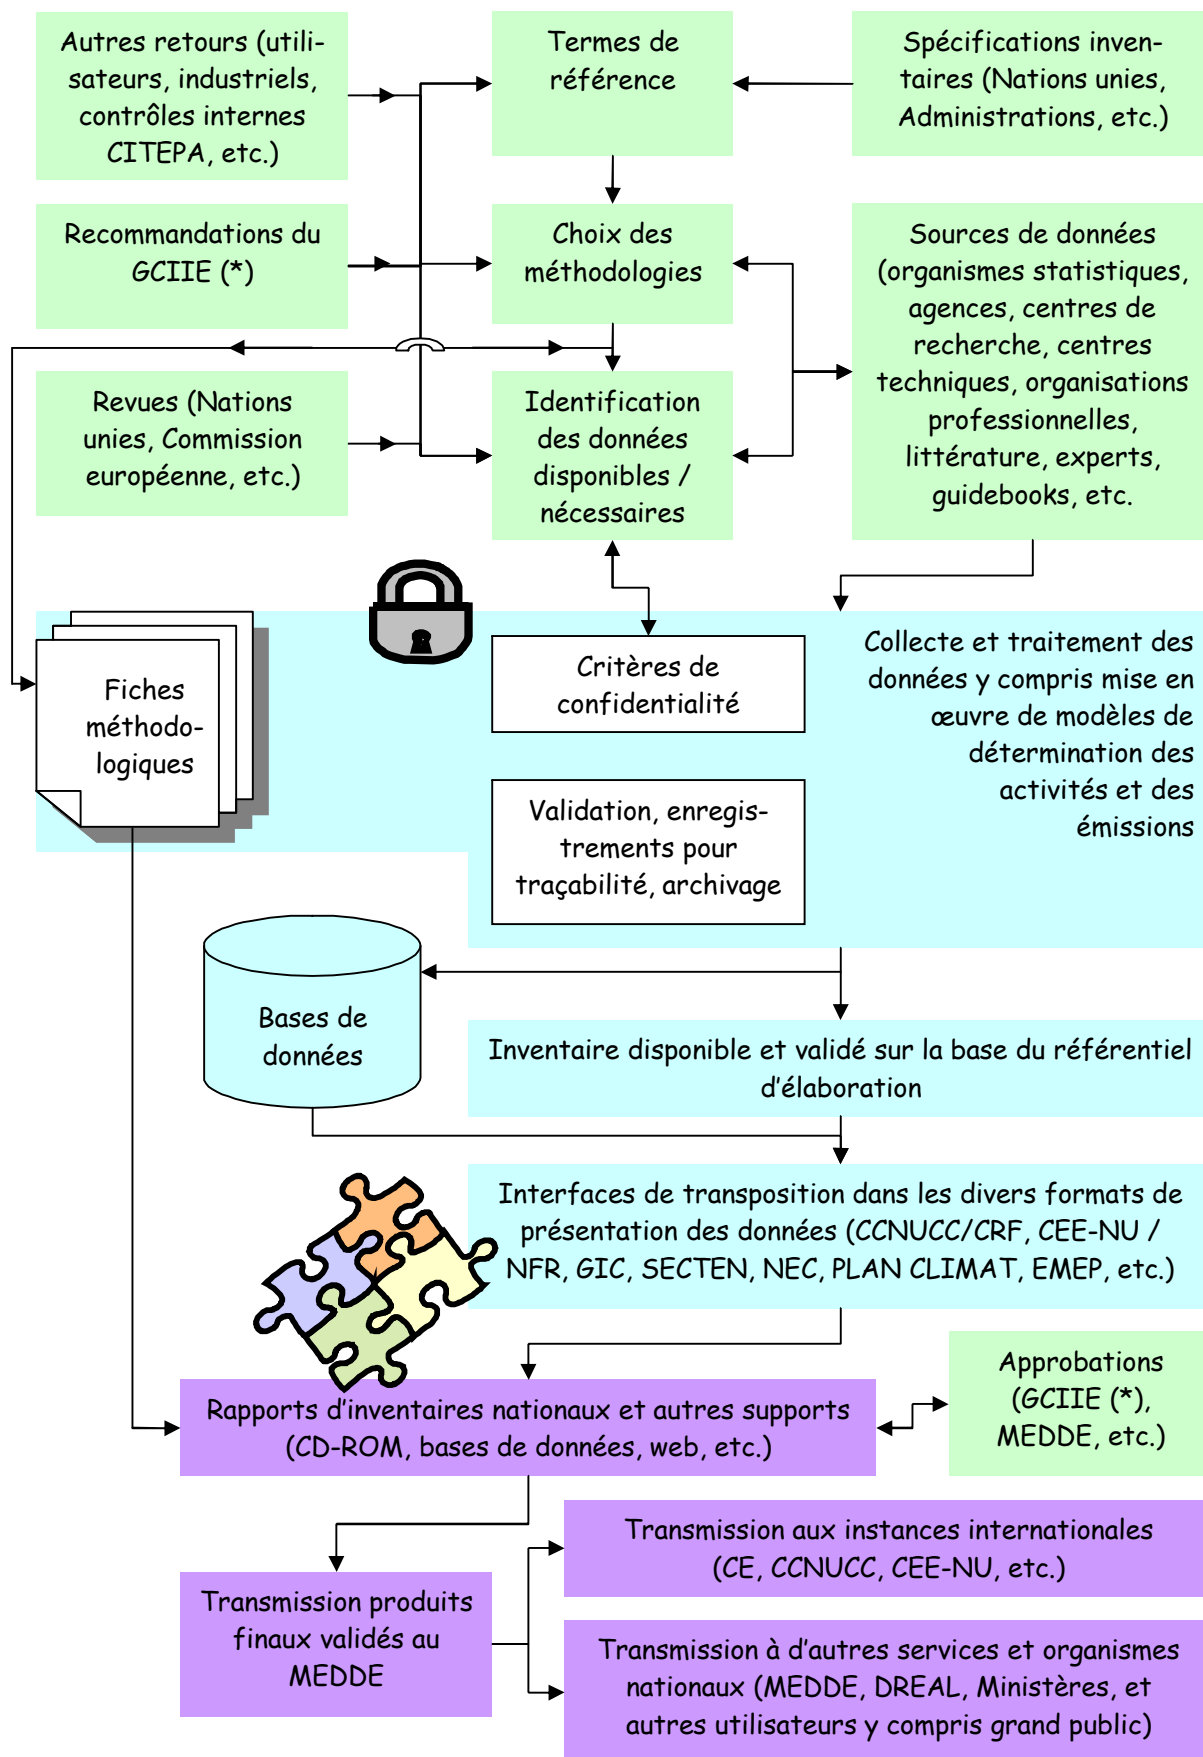 Autres retours (utili-
sateurs, industriels,
contrôles internes
CITEPA, etc.)
Termes de
référence
Spécifications inven-
taires (Nations unies,
Administrations, etc.)
Recommandations du
GCIIE (*)
Choix des
méthodologies
Sources de données
(organismes statistiques,
agences, centres de
recherche, centres
techniques, organisations
professionnelles,
littérature, experts,
guidebooks, etc.
Revues (Nations
unies, Commission
européenne, etc.)
Identification
des données
disponibles /
nécessaires
Fiches
méthodo-
logiques
Critères de
confidentialité
Collecte et traitement des
données y compris mise en
œuvre de modèles de
détermination des
activités et des
émissions
Validation, enregis-
trements pour
traçabilité, archivage
Bases de
données
Inventaire disponible et validé sur la base du référentiel
d'élaboration
Interfaces de transposition dans les divers formats de
présentation des données (CCNUCC/CRF, CEE-NU /
NFR, GIC, SECTEN, NEC, PLAN CLIMAT, EMEP, etc.)
Rapports d'inventaires nationaux et autres supports
(CD-ROM, bases de données, web, etc.)
Approbations
(GCIIE (*),
MEDDE, etc.)
Transmission produits
finaux validés au
MEDDE
Transmission aux instances internationales
(CE, CCNUCC, CEE-NU, etc.)
Transmission à d'autres services et organismes
nationaux (MEDDE, DREAL, Ministères, et
autres utilisateurs y compris grand public)